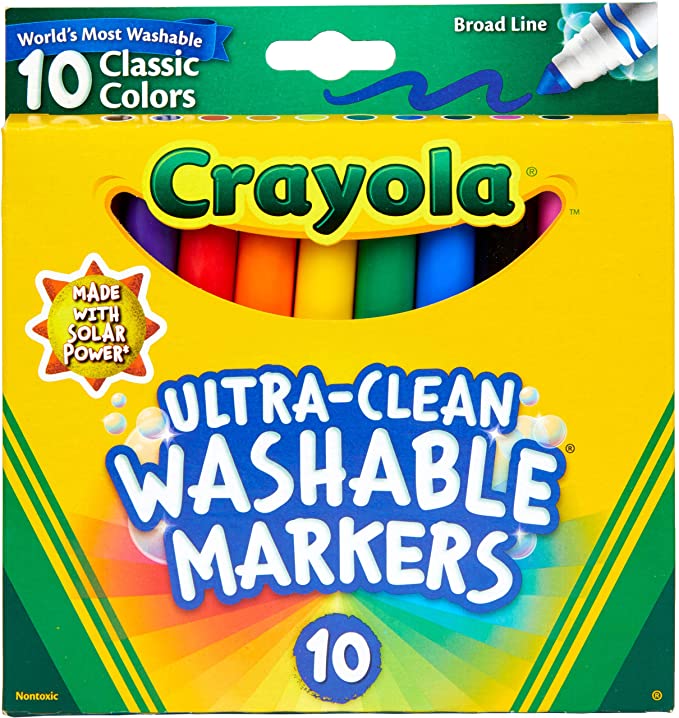 World's Most Washable
10 Classic
Colors
Broad Line
Crayola®
™
MADE
WITH
SOLAR
POWER‡
ULTRA-CLEAN
WASHABLE®
MARKERS
10
Nontoxic
®